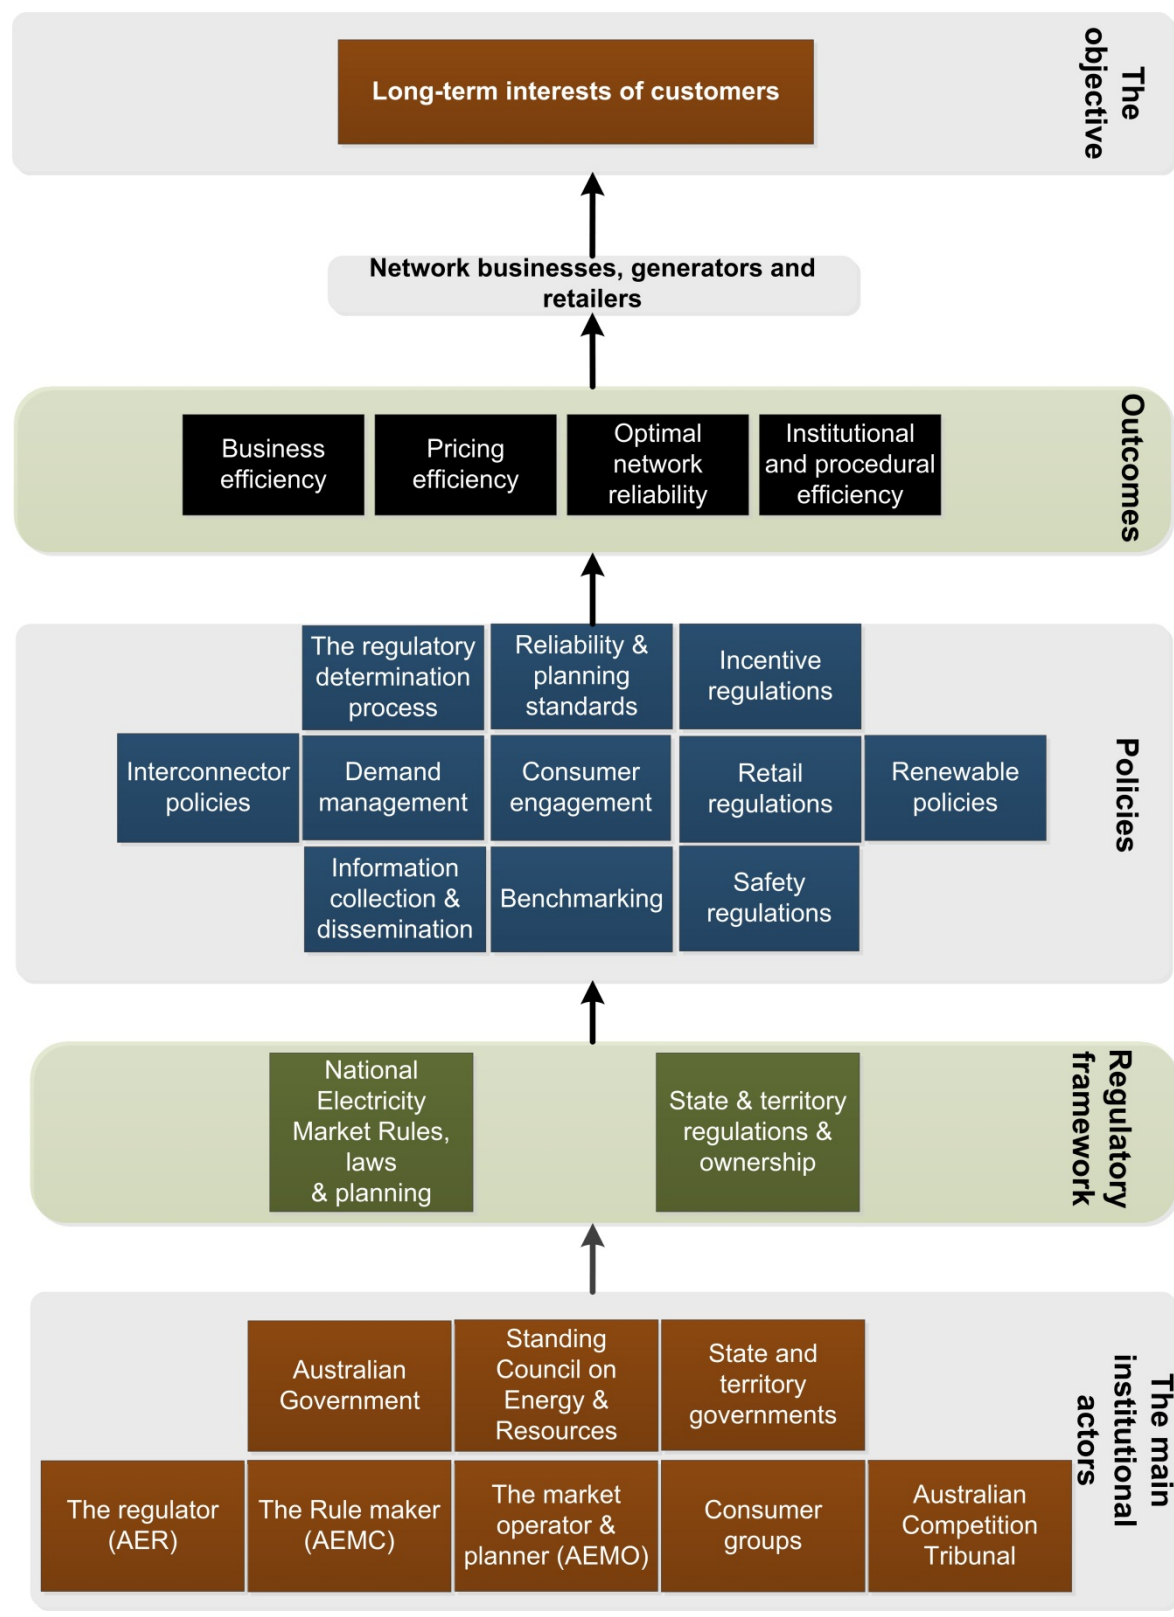 Long-term interests of customers
The
objective
Network businesses, generators and
retailers
Business
efficiency
Pricing
efficiency
Optimal
network
reliability
Institutional
and procedural
efficiency
Outcomes
The regulatory
determination
process
Reliability &
planning
standards
Incentive
regulations
Interconnector
policies
Demand
management
Consumer
engagement
Retail
regulations
Renewable
policies
Information
collection &
dissemination
Benchmarking
Safety
regulations
Policies
National
Electricity
Market Rules,
laws
& planning
State & territory
regulations &
ownership
Regulatory
framework
Australian
Government
Standing
Council on
Energy &
Resources
State and
territory
governments
The regulator
(AER)
The Rule maker
(AEMC)
The market
operator &
planner (AEMO)
Consumer
groups
Australian
Competition
Tribunal
The main
institutional
actors